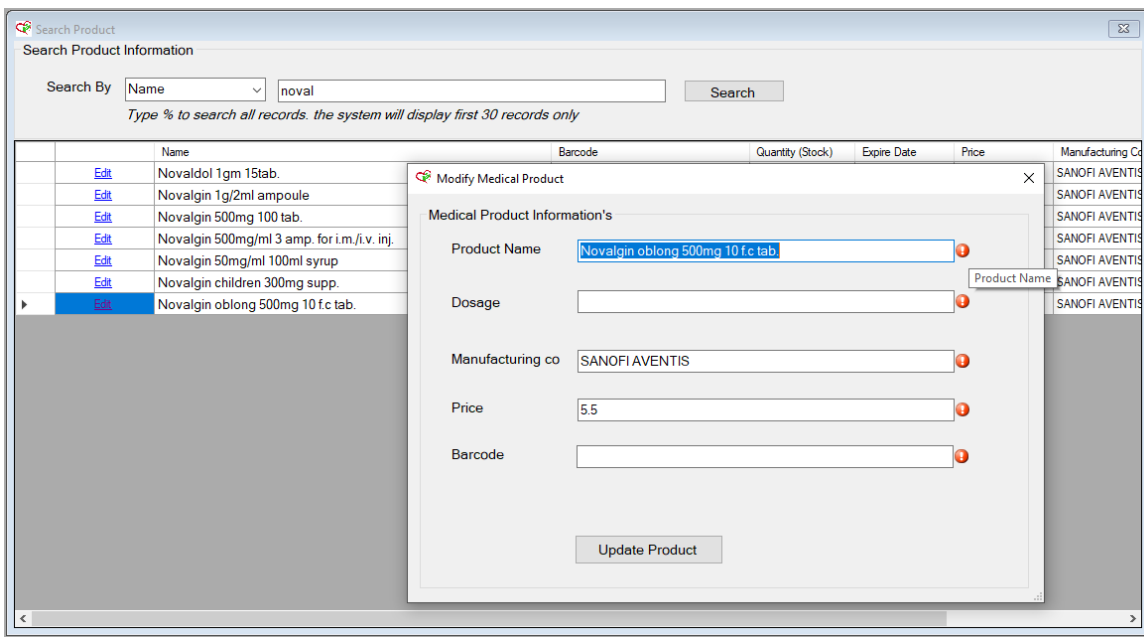 Search Product
Search Product Information
Search By Name noval Search
Type % to search all records. the system will display first 30 records only
Name Barcode Quantity (Stock) Expire Date Price Manufacturing Co
Edit Novaldol 1gm 15tab. SANOFI AVENTIS
Edit Novalgin 1g/2ml ampoule SANOFI AVENTIS
Edit Novalgin 500mg 100 tab. SANOFI AVENTIS
Edit Novalgin 500mg/ml 3 amp. for i.m./i.v. inj. SANOFI AVENTIS
Edit Novalgin 50mg/ml 100ml syrup SANOFI AVENTIS
Edit Novalgin children 300mg supp. SANOFI AVENTIS
Edit Novalgin oblong 500mg 10 f.c tab. SANOFI AVENTIS
Modify Medical Product
Medical Product Information's
Product Name Novalgin oblong 500mg 10 f.c tab.
Product Name
Dosage
Manufacturing co SANOFI AVENTIS
Price 5.5
Barcode
Update Product